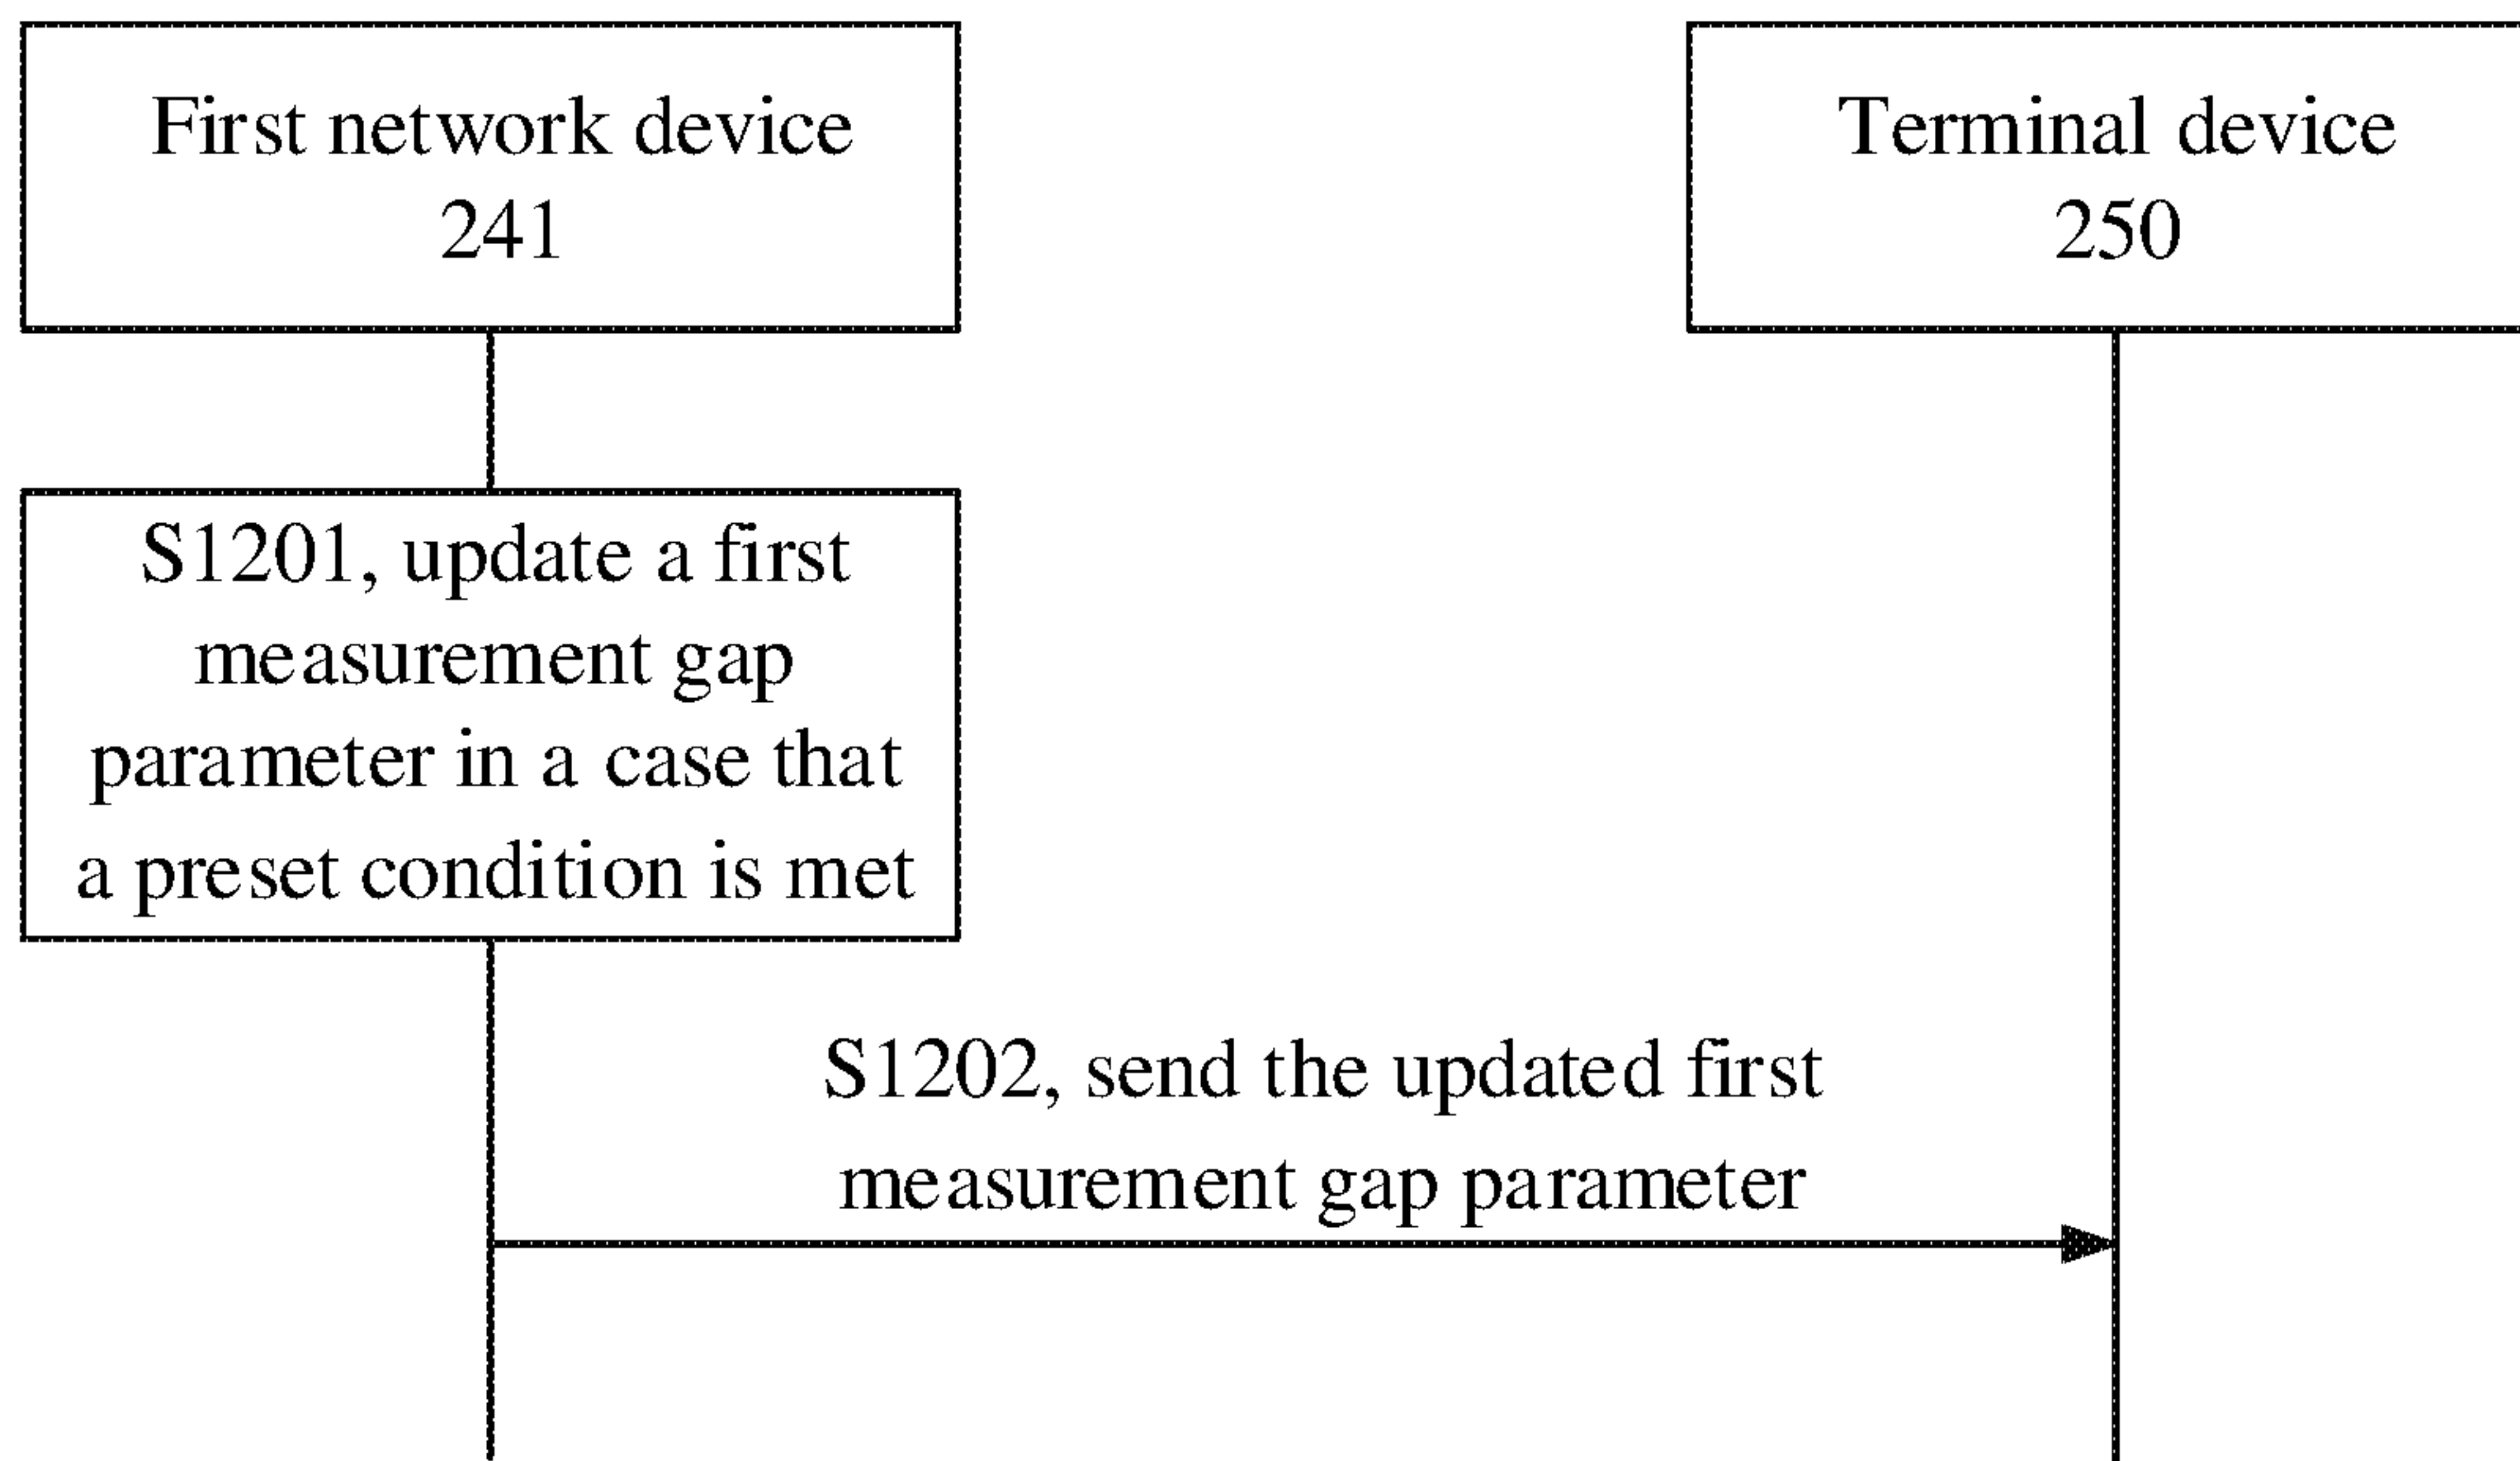 First network device
241
Terminal device
250
S1201, update a first
measurement gap
parameter in a case that
a preset condition is met
S1202, send the updated first
measurement gap parameter